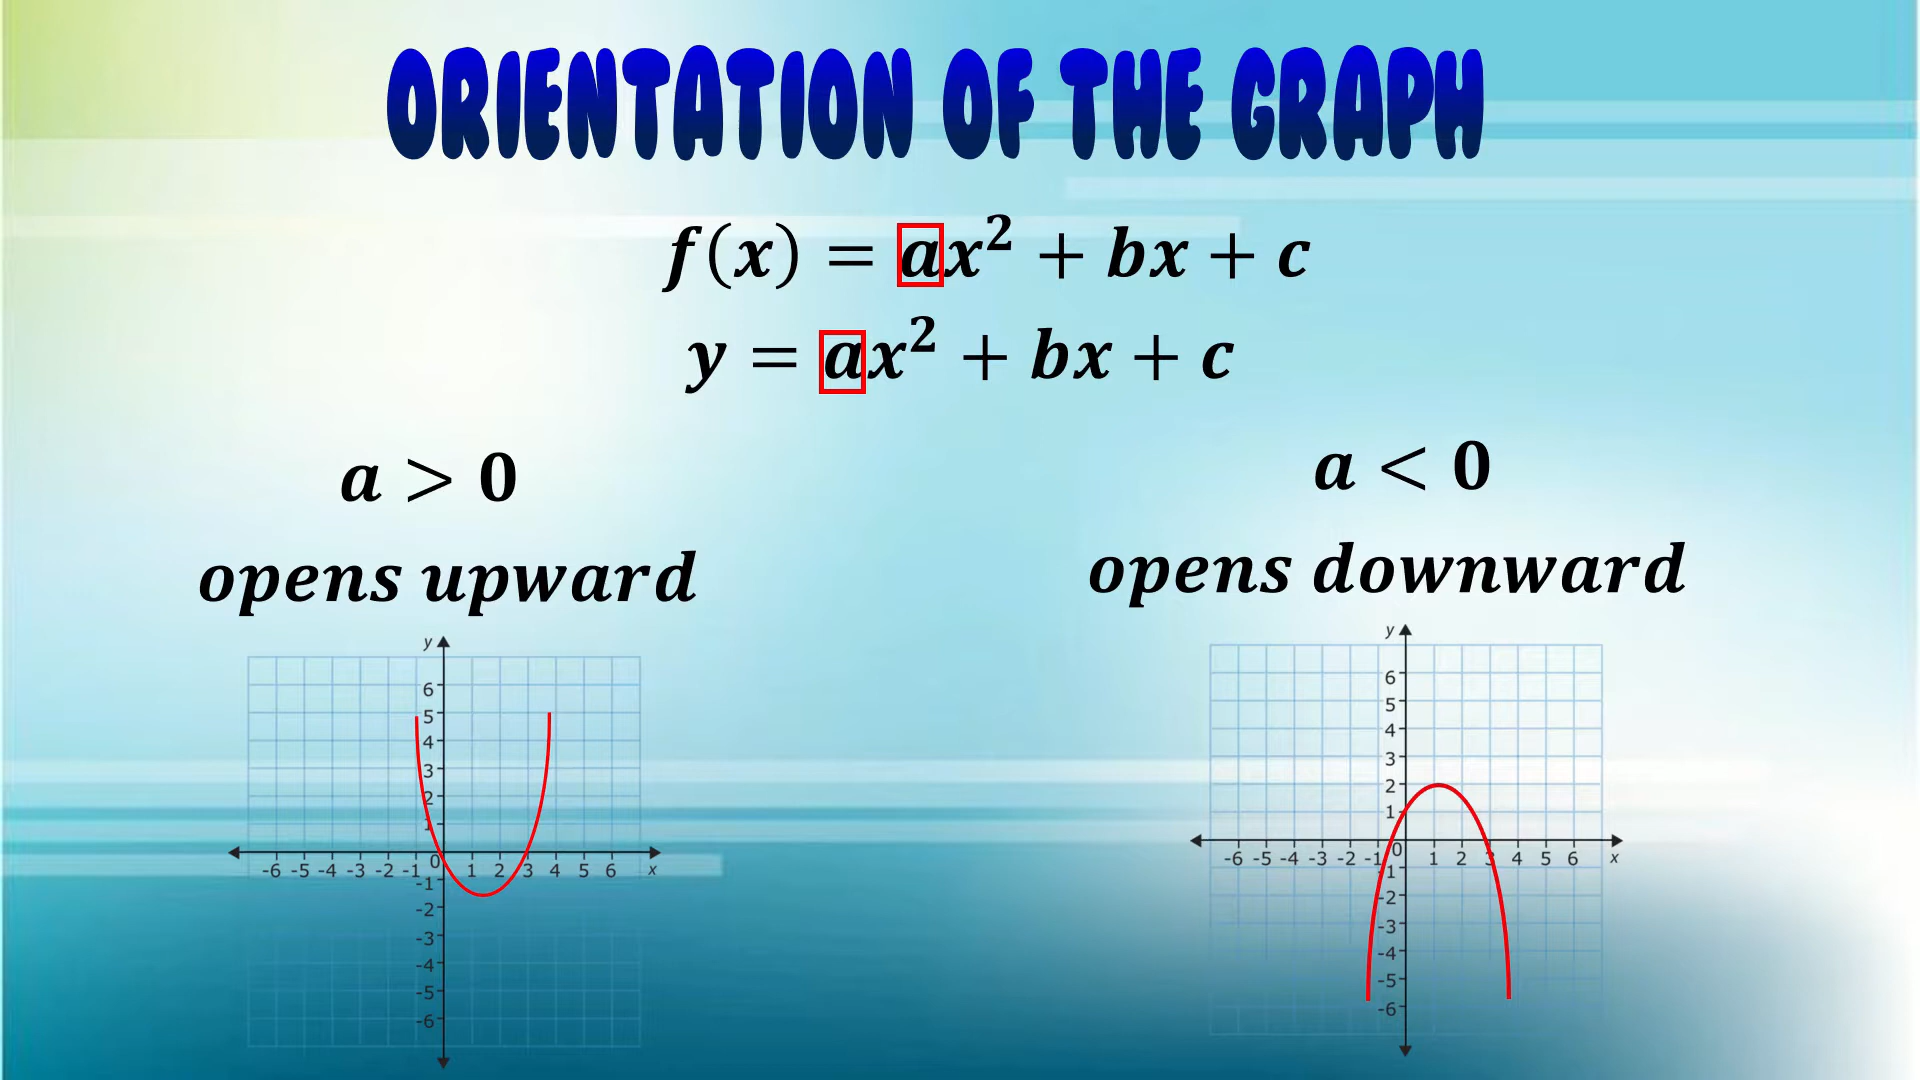 ORIENTATION OF THE GRAPH
f(x) = ax² + bx + c
y = ax² + bx + c
a > 0
opens upward
a < 0
opens downward
y
6
5
4
3
2
1
-6 -5 -4 -3 -2 -1 0 1 2 3 4 5 6 x
-1
-2
-3
-4
-5
-6
y
6
5
4
3
2
1
-6 -5 -4 -3 -2 -1 0 1 2 3 4 5 6 x
-1
-2
-3
-4
-5
-6